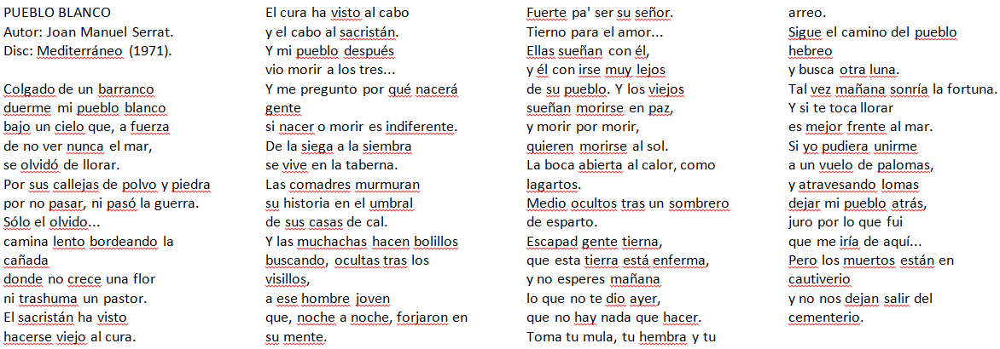 PUEBLO BLANCO
Autor: Joan Manuel Serrat.
Disc: Mediterráneo (1971).
Colgado de un barranco
duerme mi pueblo blanco
bajo un cielo que, a fuerza
de no ver nunca el mar,
se olvidó de llorar.
Por sus callejas de polvo y piedra
por no pasar, ni pasó la guerra.
Sólo el olvido...
camina lento bordeando la
cañada
donde no crece una flor
ni trashuma un pastor.
El sacristán ha visto
hacerse viejo al cura.
El cura ha visto al cabo
y el cabo al sacristán.
Y mi pueblo después
vio morir a los tres...
Y me pregunto por qué nacerá
gente
si nacer o morir es indiferente.
De la siega a la siembra
se vive en la taberna.
Las comadres murmuran
su historia en el umbral
de sus casas de cal.
Y las muchachas hacen bolillos
buscando, ocultas tras los
visillos,
a ese hombre joven
que, noche a noche, forjaron en
su mente.
Fuerte pa' ser su señor.
Tierno para el amor...
Ellas sueñan con él,
y él con irse muy lejos
de su pueblo. Y los viejos
sueñan morirse en paz,
y morir por morir,
quieren morirse al sol.
La boca abierta al calor, como
lagartos.
Medio ocultos tras un sombrero
de esparto.
Escapad gente tierna,
que esta tierra está enferma,
y no esperes mañana
lo que no te dio ayer,
que no hay nada que hacer.
Toma tu mula, tu hembra y tu
arreo.
Sigue el camino del pueblo
hebreo
y busca otra luna.
Tal vez mañana sonría la fortuna.
Y si te toca llorar
es mejor frente al mar.
Si yo pudiera unirme
a un vuelo de palomas,
y atravesando lomas
dejar mi pueblo atrás,
juro por lo que fui
que me iría de aquí...
Pero los muertos están en
cautiverio
y no nos dejan salir del
cementerio.